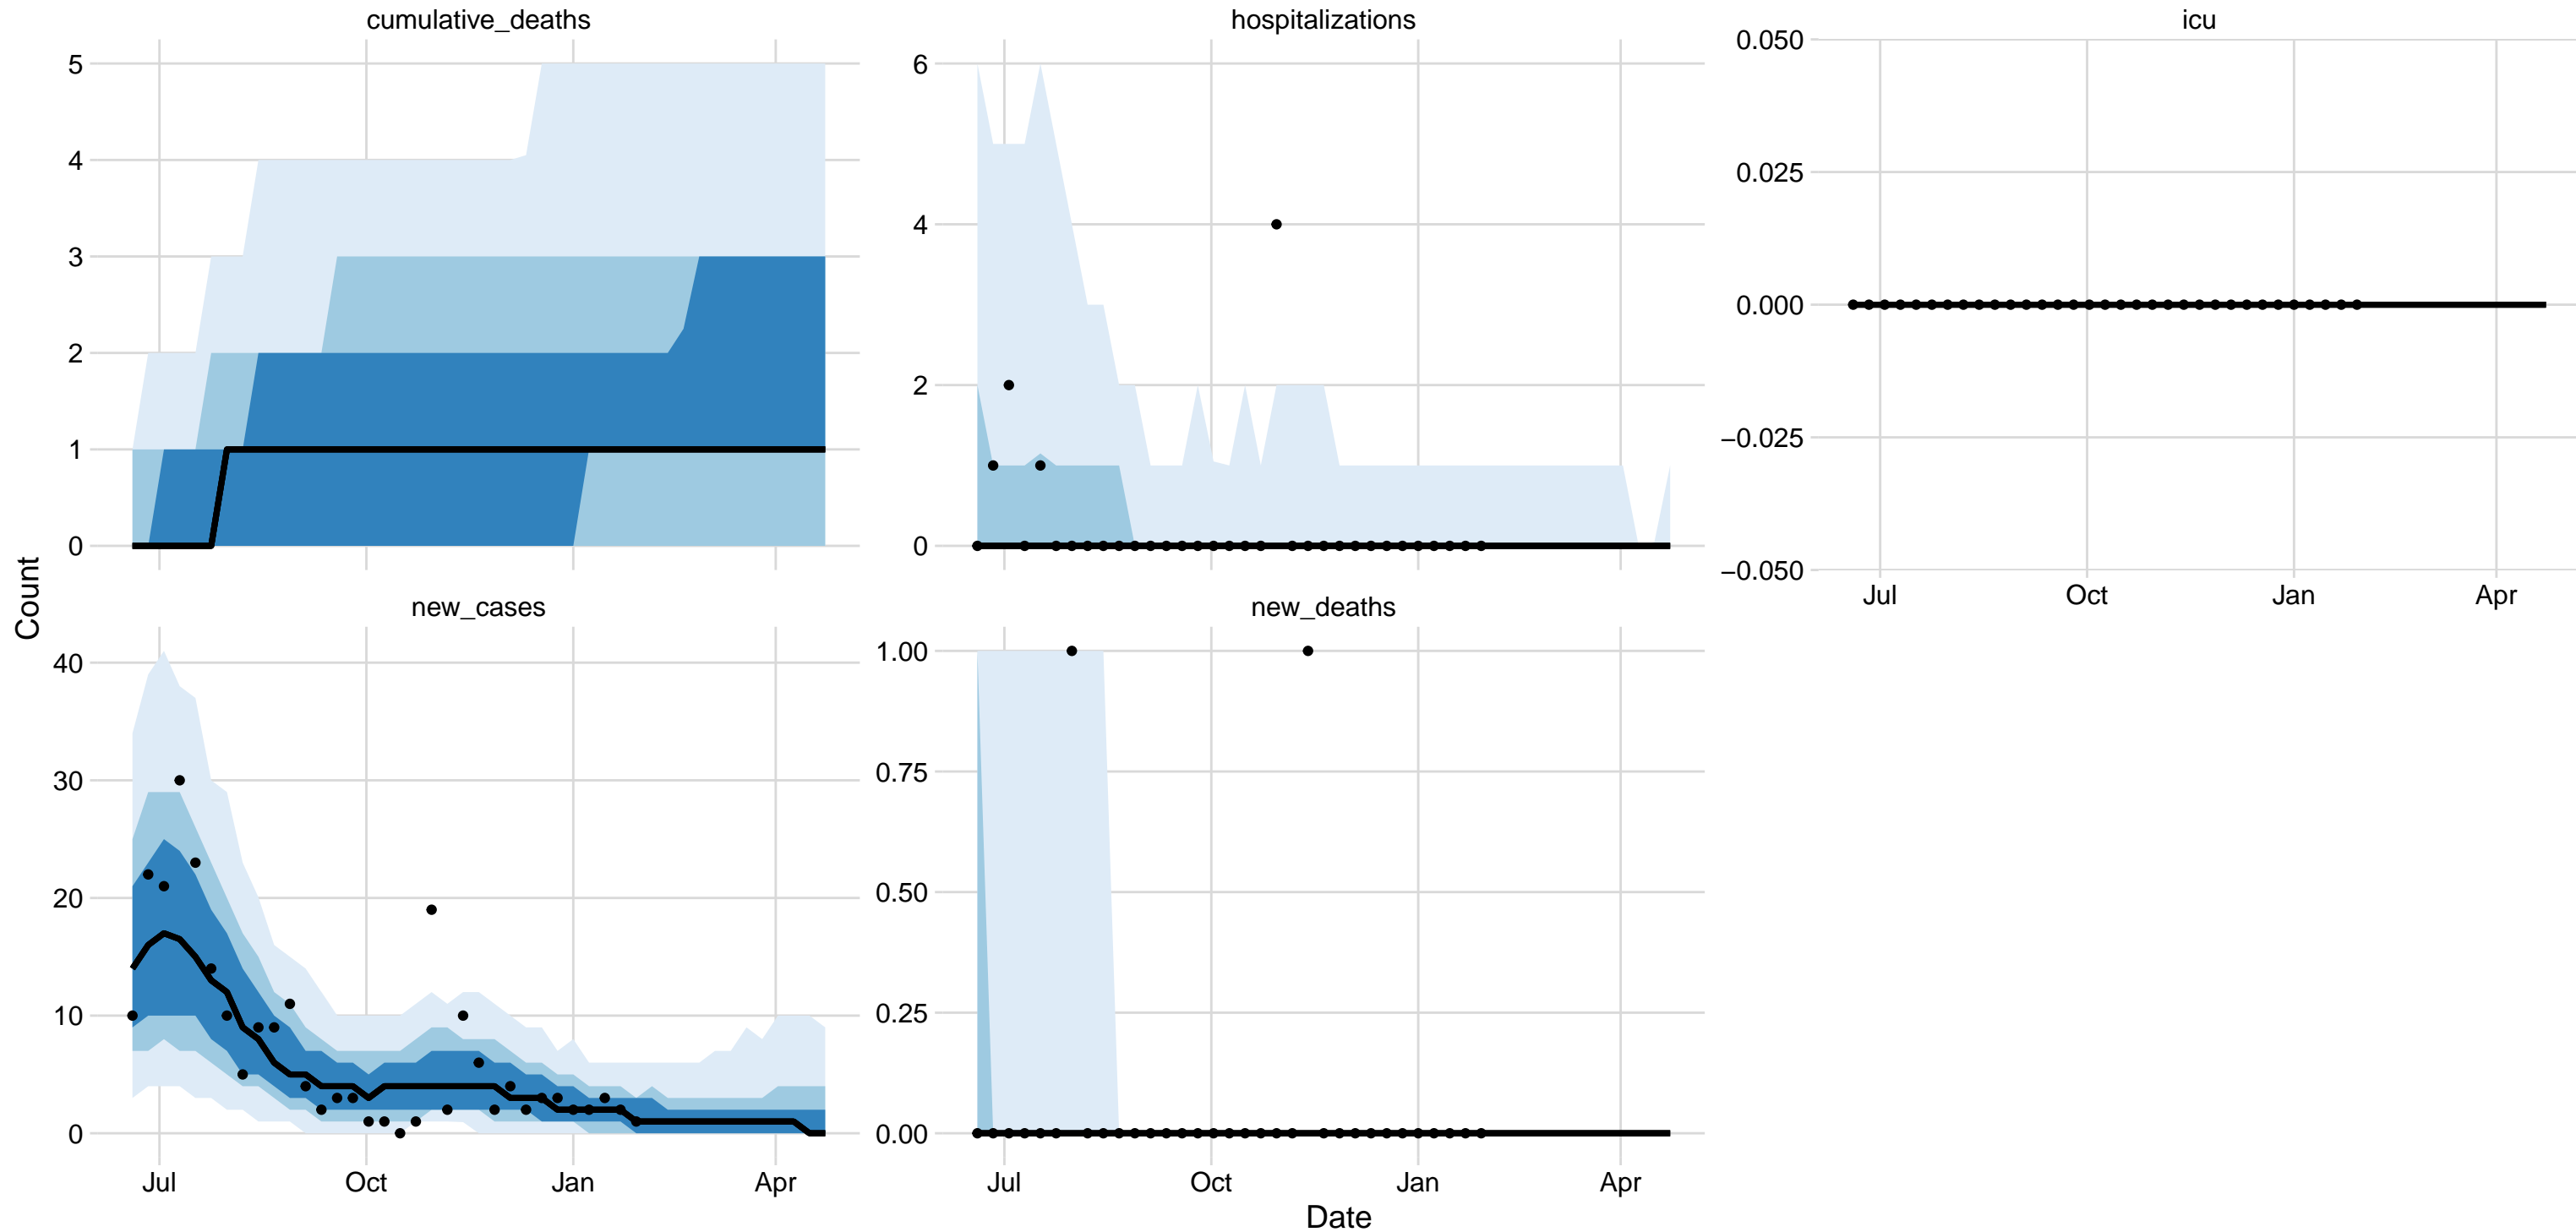 cumulative_deaths
hospitalizations
icu
5
4
3
2
1
0
6
4
2
0
0.050
0.025
0.000
−0.025
−0.050
Jul Oct Jan Apr
Count
new_cases
new_deaths
40
30
20
10
0
Jul Oct Jan Apr
1.00
0.75
0.50
0.25
0.00
Jul Oct Jan Apr
Date